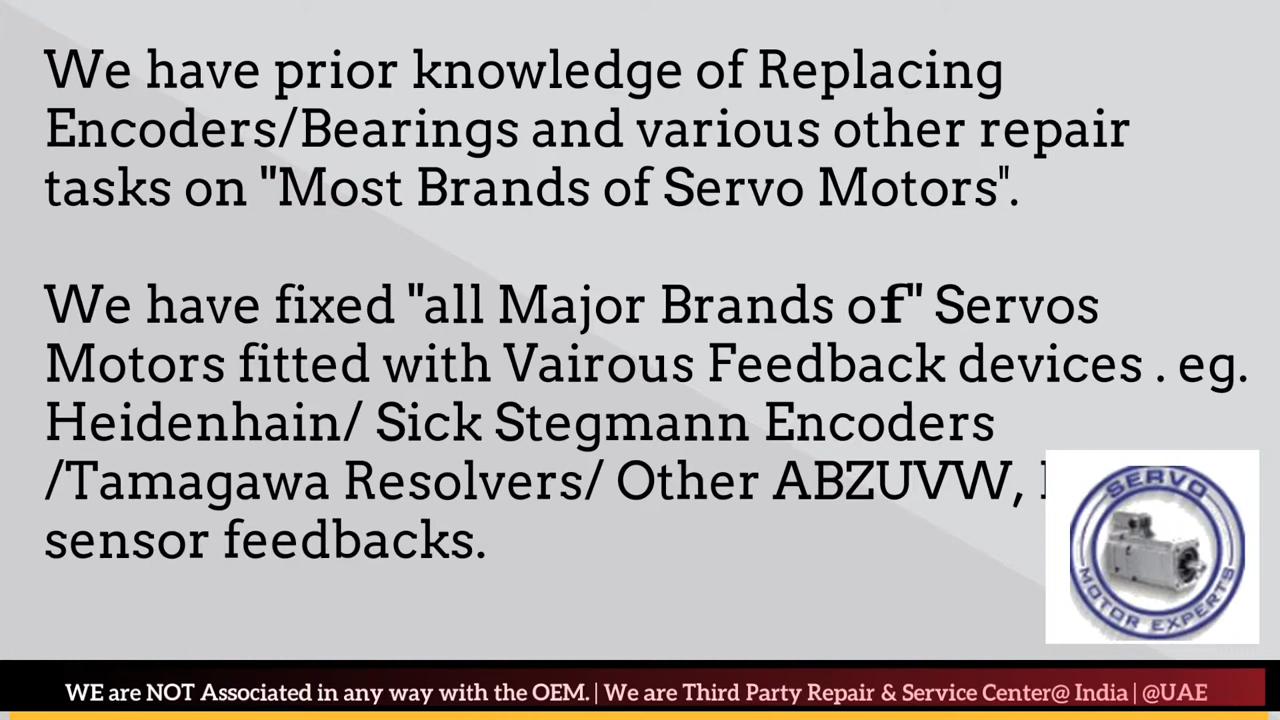 We have prior knowledge of Replacing
Encoders/Bearings and various other repair
tasks on "Most Brands of Servo Motors".
We have fixed "all Major Brands of" Servos
Motors fitted with Vairous Feedback devices . eg.
Heidenhain/ Sick Stegmann Encoders
/Tamagawa Resolvers/ Other ABZUVW,
sensor feedbacks.
SERVO
MOTOR EXPERTS
WE are NOT Associated in any way with the OEM. | We are Third Party Repair & Service Center@ India | @UAE